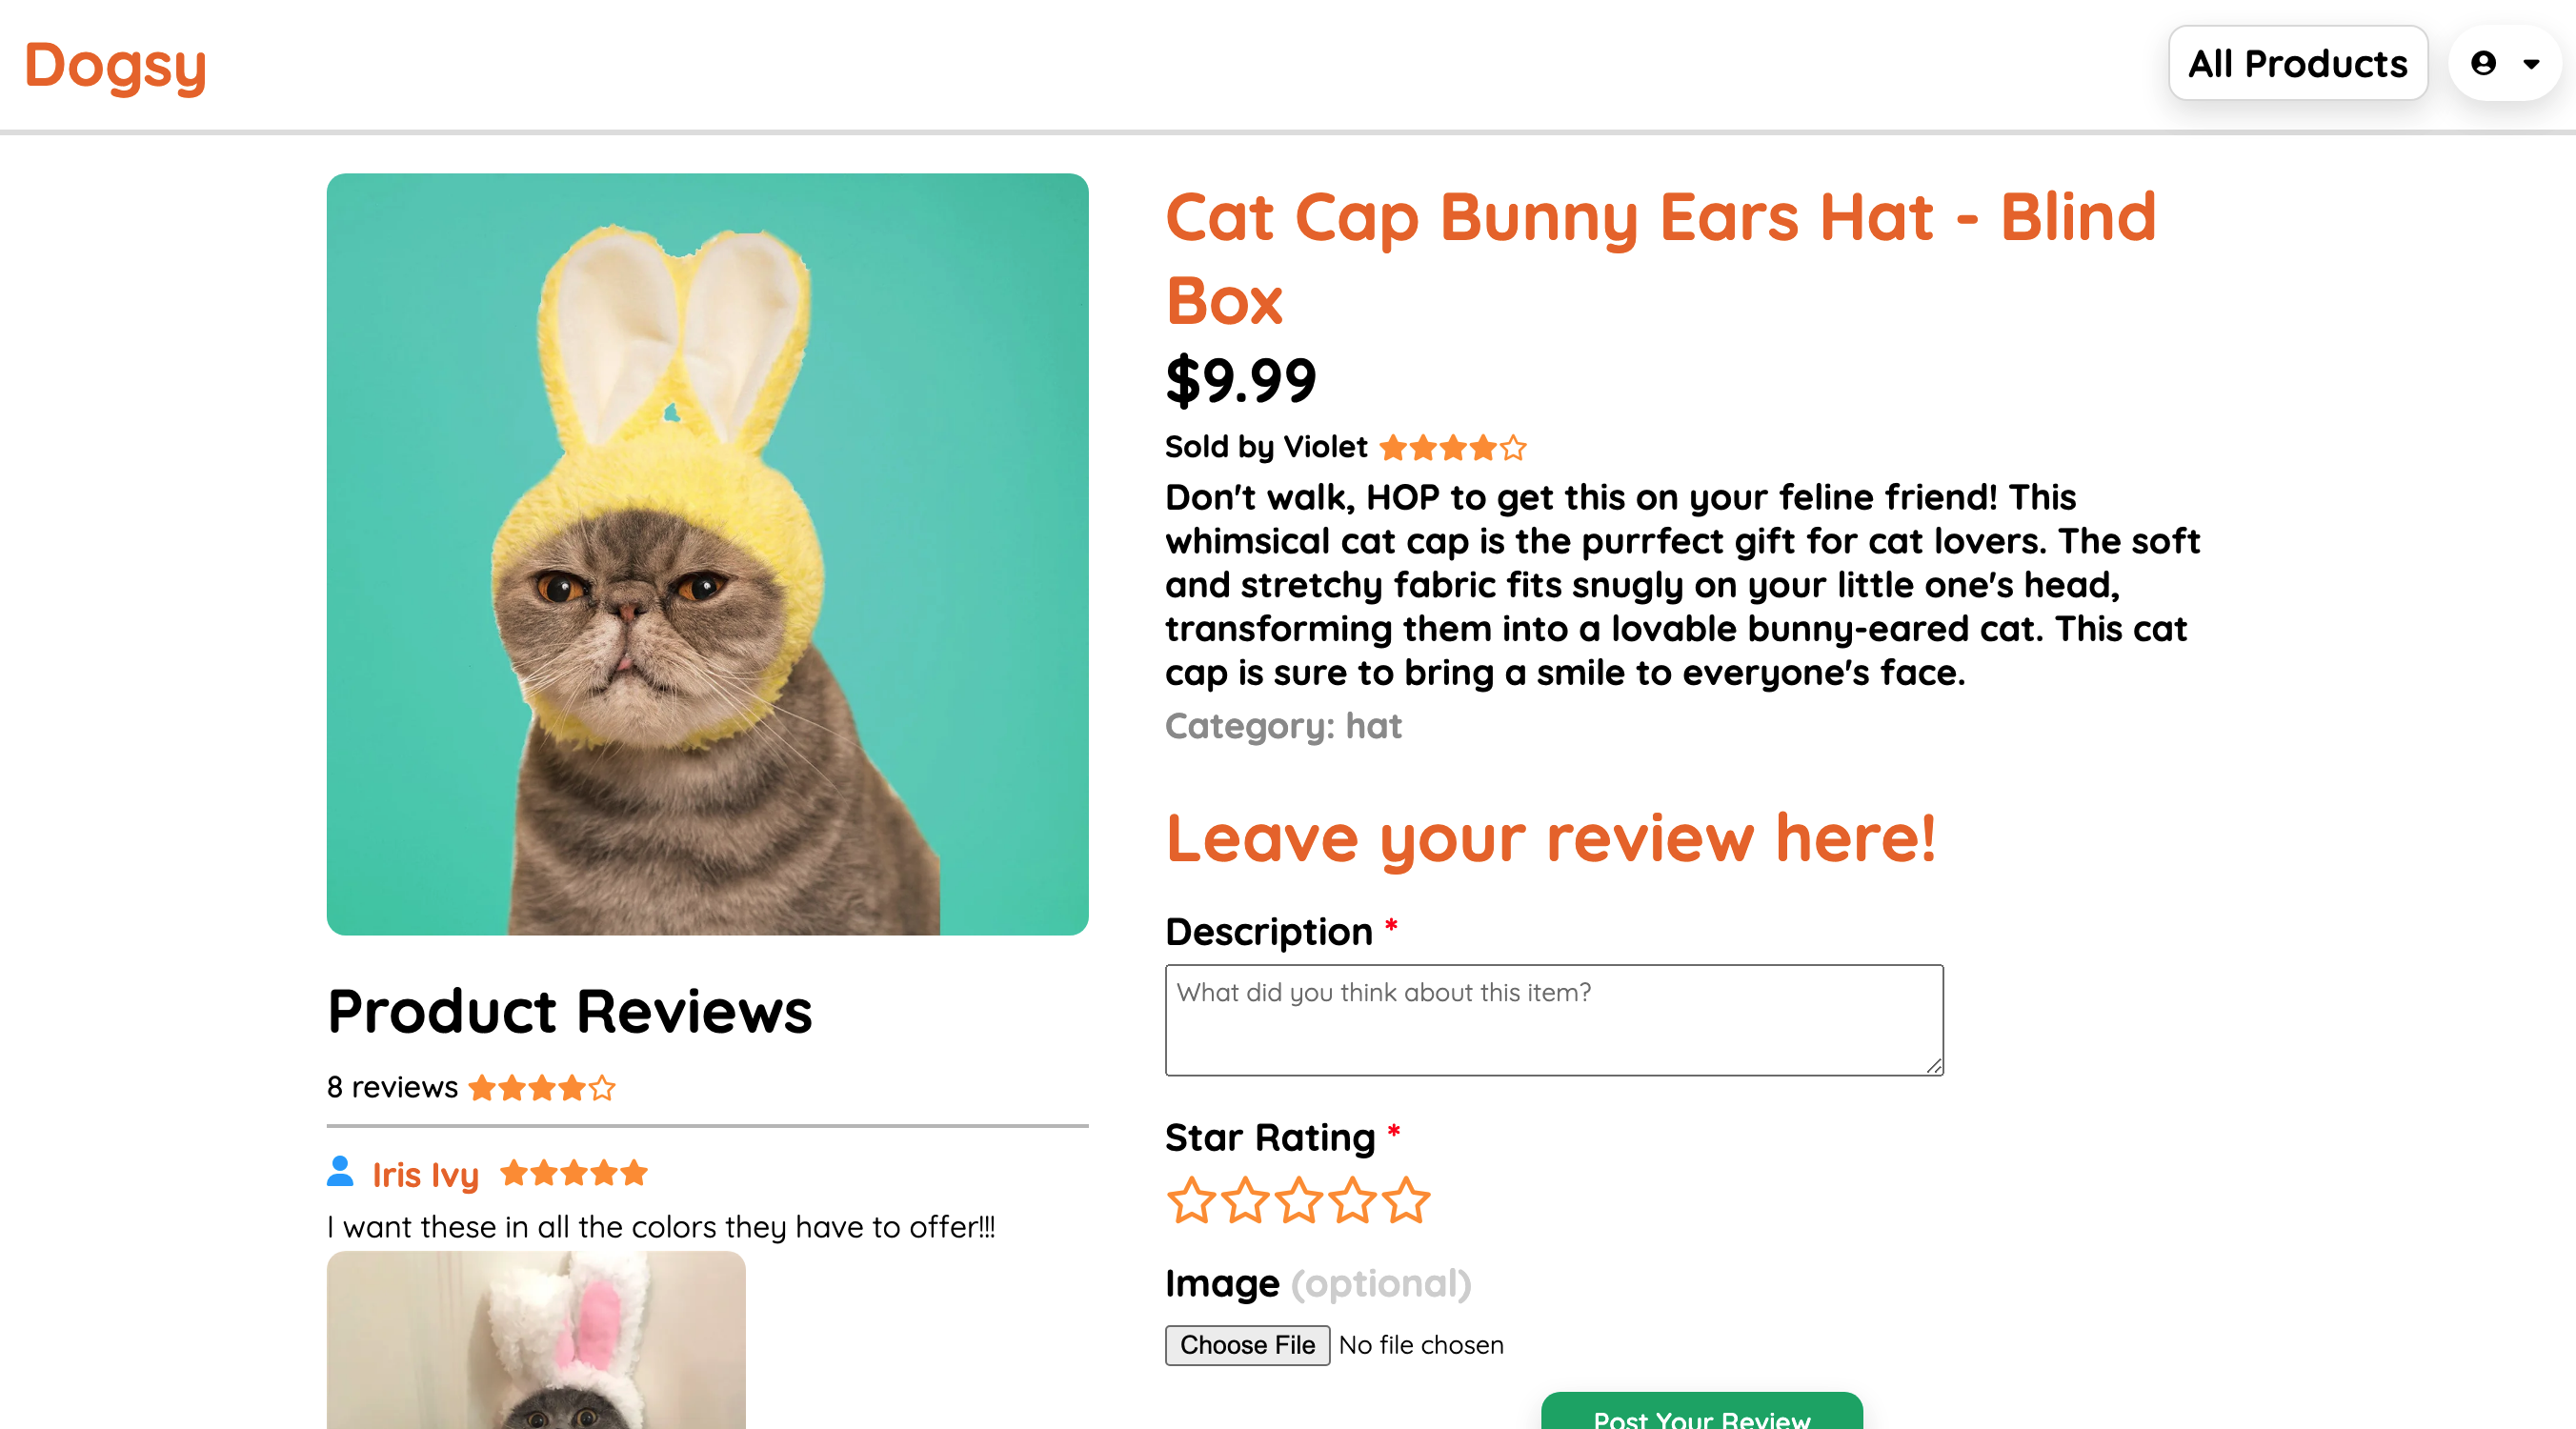 Dogsy
All Products
Cat Cap Bunny Ears Hat - Blind
Box
$9.99
Sold by Violet
Don't walk, HOP to get this on your feline friend! This
whimsical cat cap is the purrfect gift for cat lovers. The soft
and stretchy fabric fits snugly on your little one's head,
transforming them into a lovable bunny-eared cat. This cat
cap is sure to bring a smile to everyone's face.
Category: hat
Product Reviews
8 reviews
Iris Ivy
I want these in all the colors they have to offer!!!
Leave your review here!
Description *
What did you think about this item?
Star Rating *
Image (optional)
Choose File No file chosen
Post Your Review